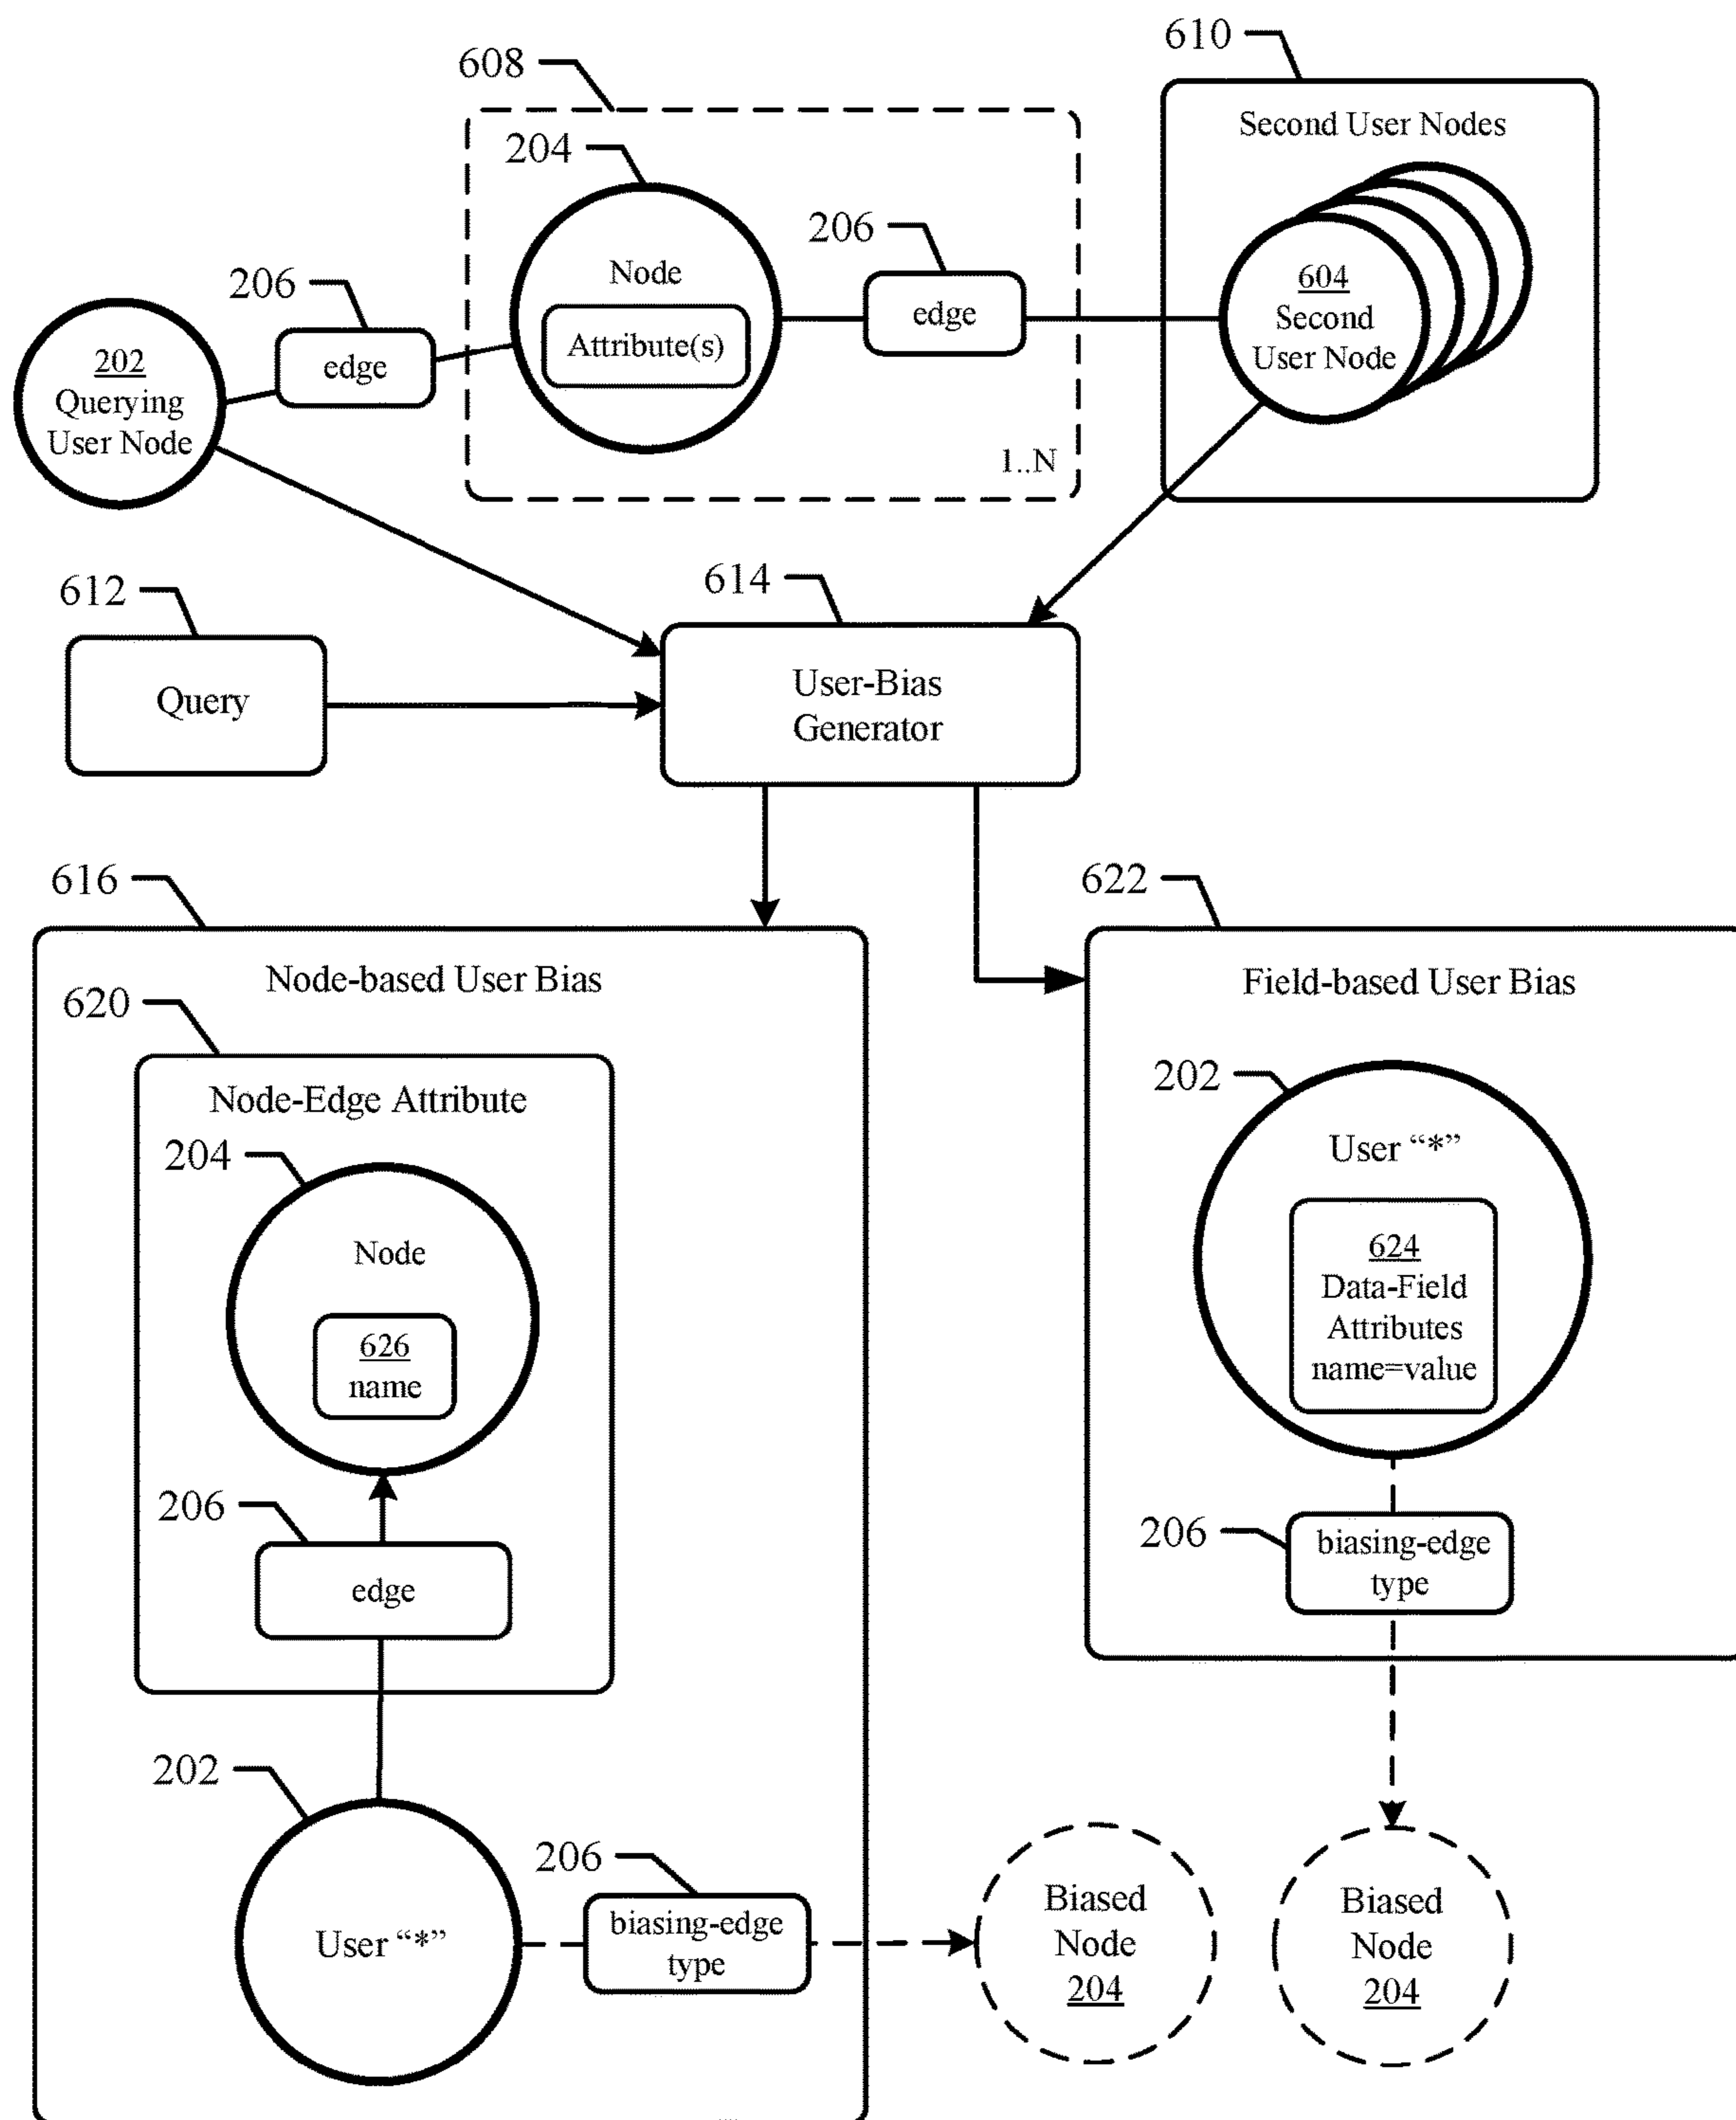 610
608
Second User Nodes
204
206
Node
604
206
edge
Second
User Node
Attribute(s)
edge
202
Querying
User Node
1..N
612
614
Query
User-Bias
Generator
616
622
Node-based User Bias
Field-based User Bias
620
Node-Edge Attribute
202
204
User “*”
Node
624
Data-Field
Attributes
name=value
626
name
206
206
biasing-edge
type
edge
202
206
biasing-edge
type
User “*”
Biased
Node
204
Biased
Node
204